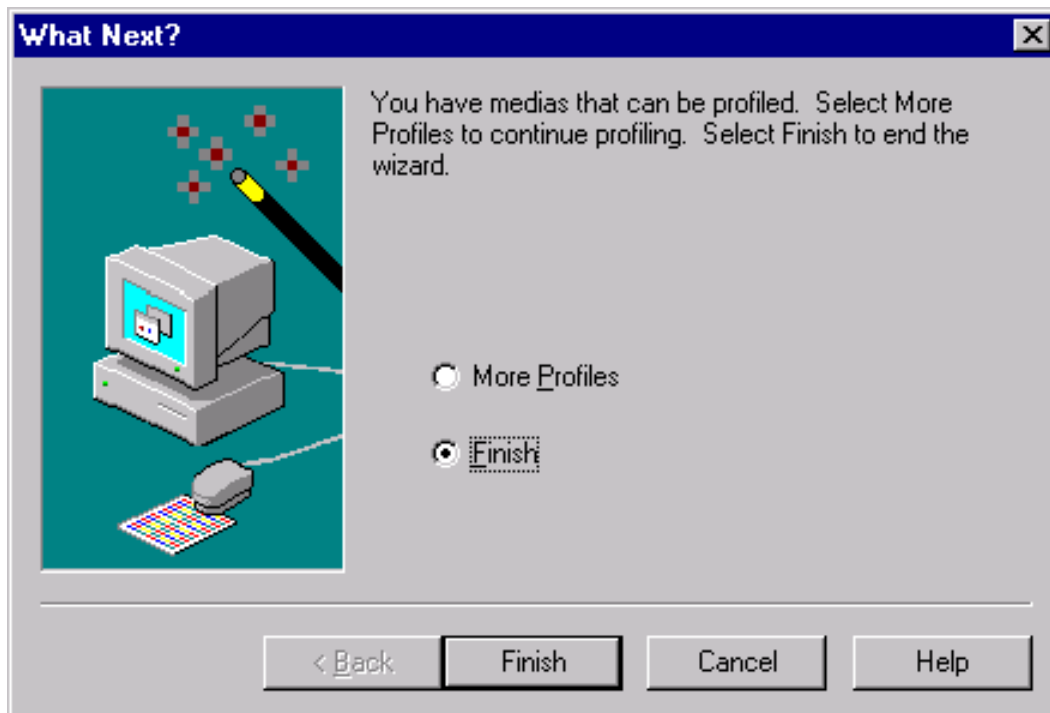 What Next?
You have medias that can be profiled. Select More
Profiles to continue profiling. Select Finish to end the
wizard.
More Profiles
Finish
< Back
Finish
Cancel
Help